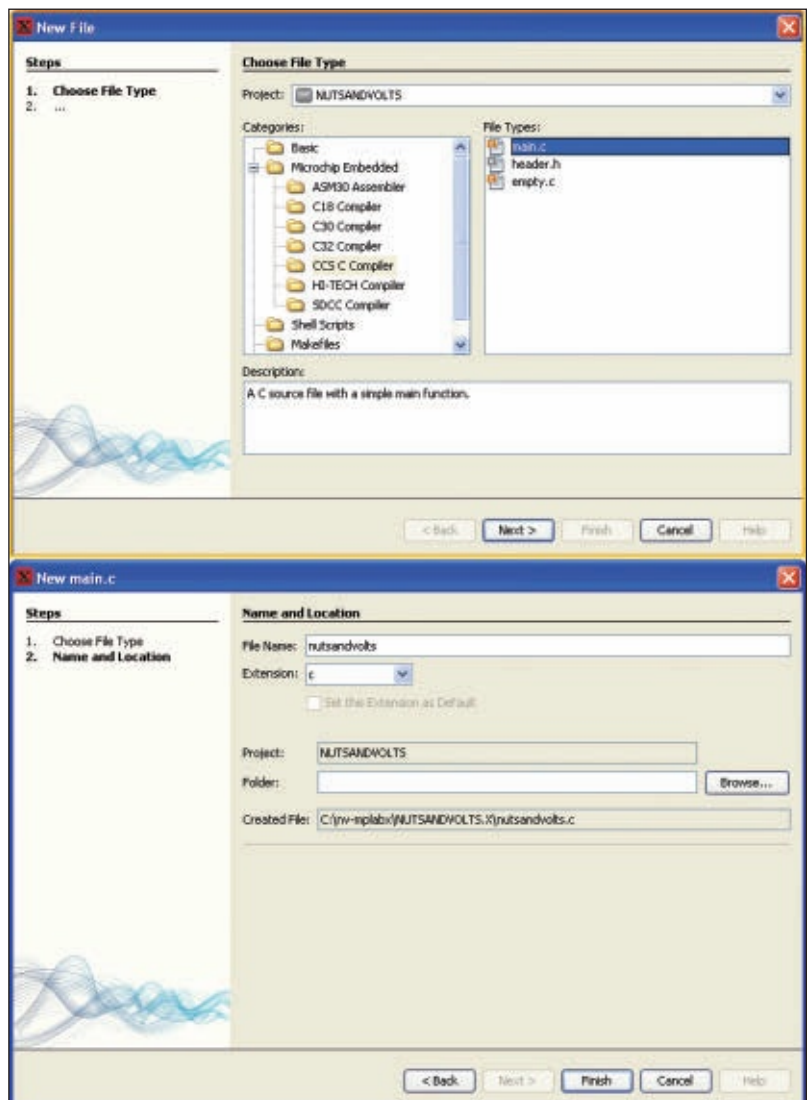 New File
Steps
1. Choose File Type
2. ...
Choose File Type
Project: NUTSANDVOLTS
Categories:
Basic
Microchip Embedded
ASM30 Assembler
C18 Compiler
C30 Compiler
C32 Compiler
CCS C Compiler
HI-TECH Compiler
SDCC Compiler
Shell Scripts
Makefiles
File Types:
main.c
header.h
empty.c
Description:
A C source file with a simple main function.
< Back Next > Finish Cancel Help
New main.c
Steps
1. Choose File Type
2. Name and Location
Name and Location
File Name: nutsandvolts
Extension: c
Set this Extension as Default
Project: NUTSANDVOLTS
Folder:
Browse...
Created File: C:\nv-mplabx\NUTSANDVOLTS.X\nutsandvolts.c
< Back Next > Finish Cancel Help